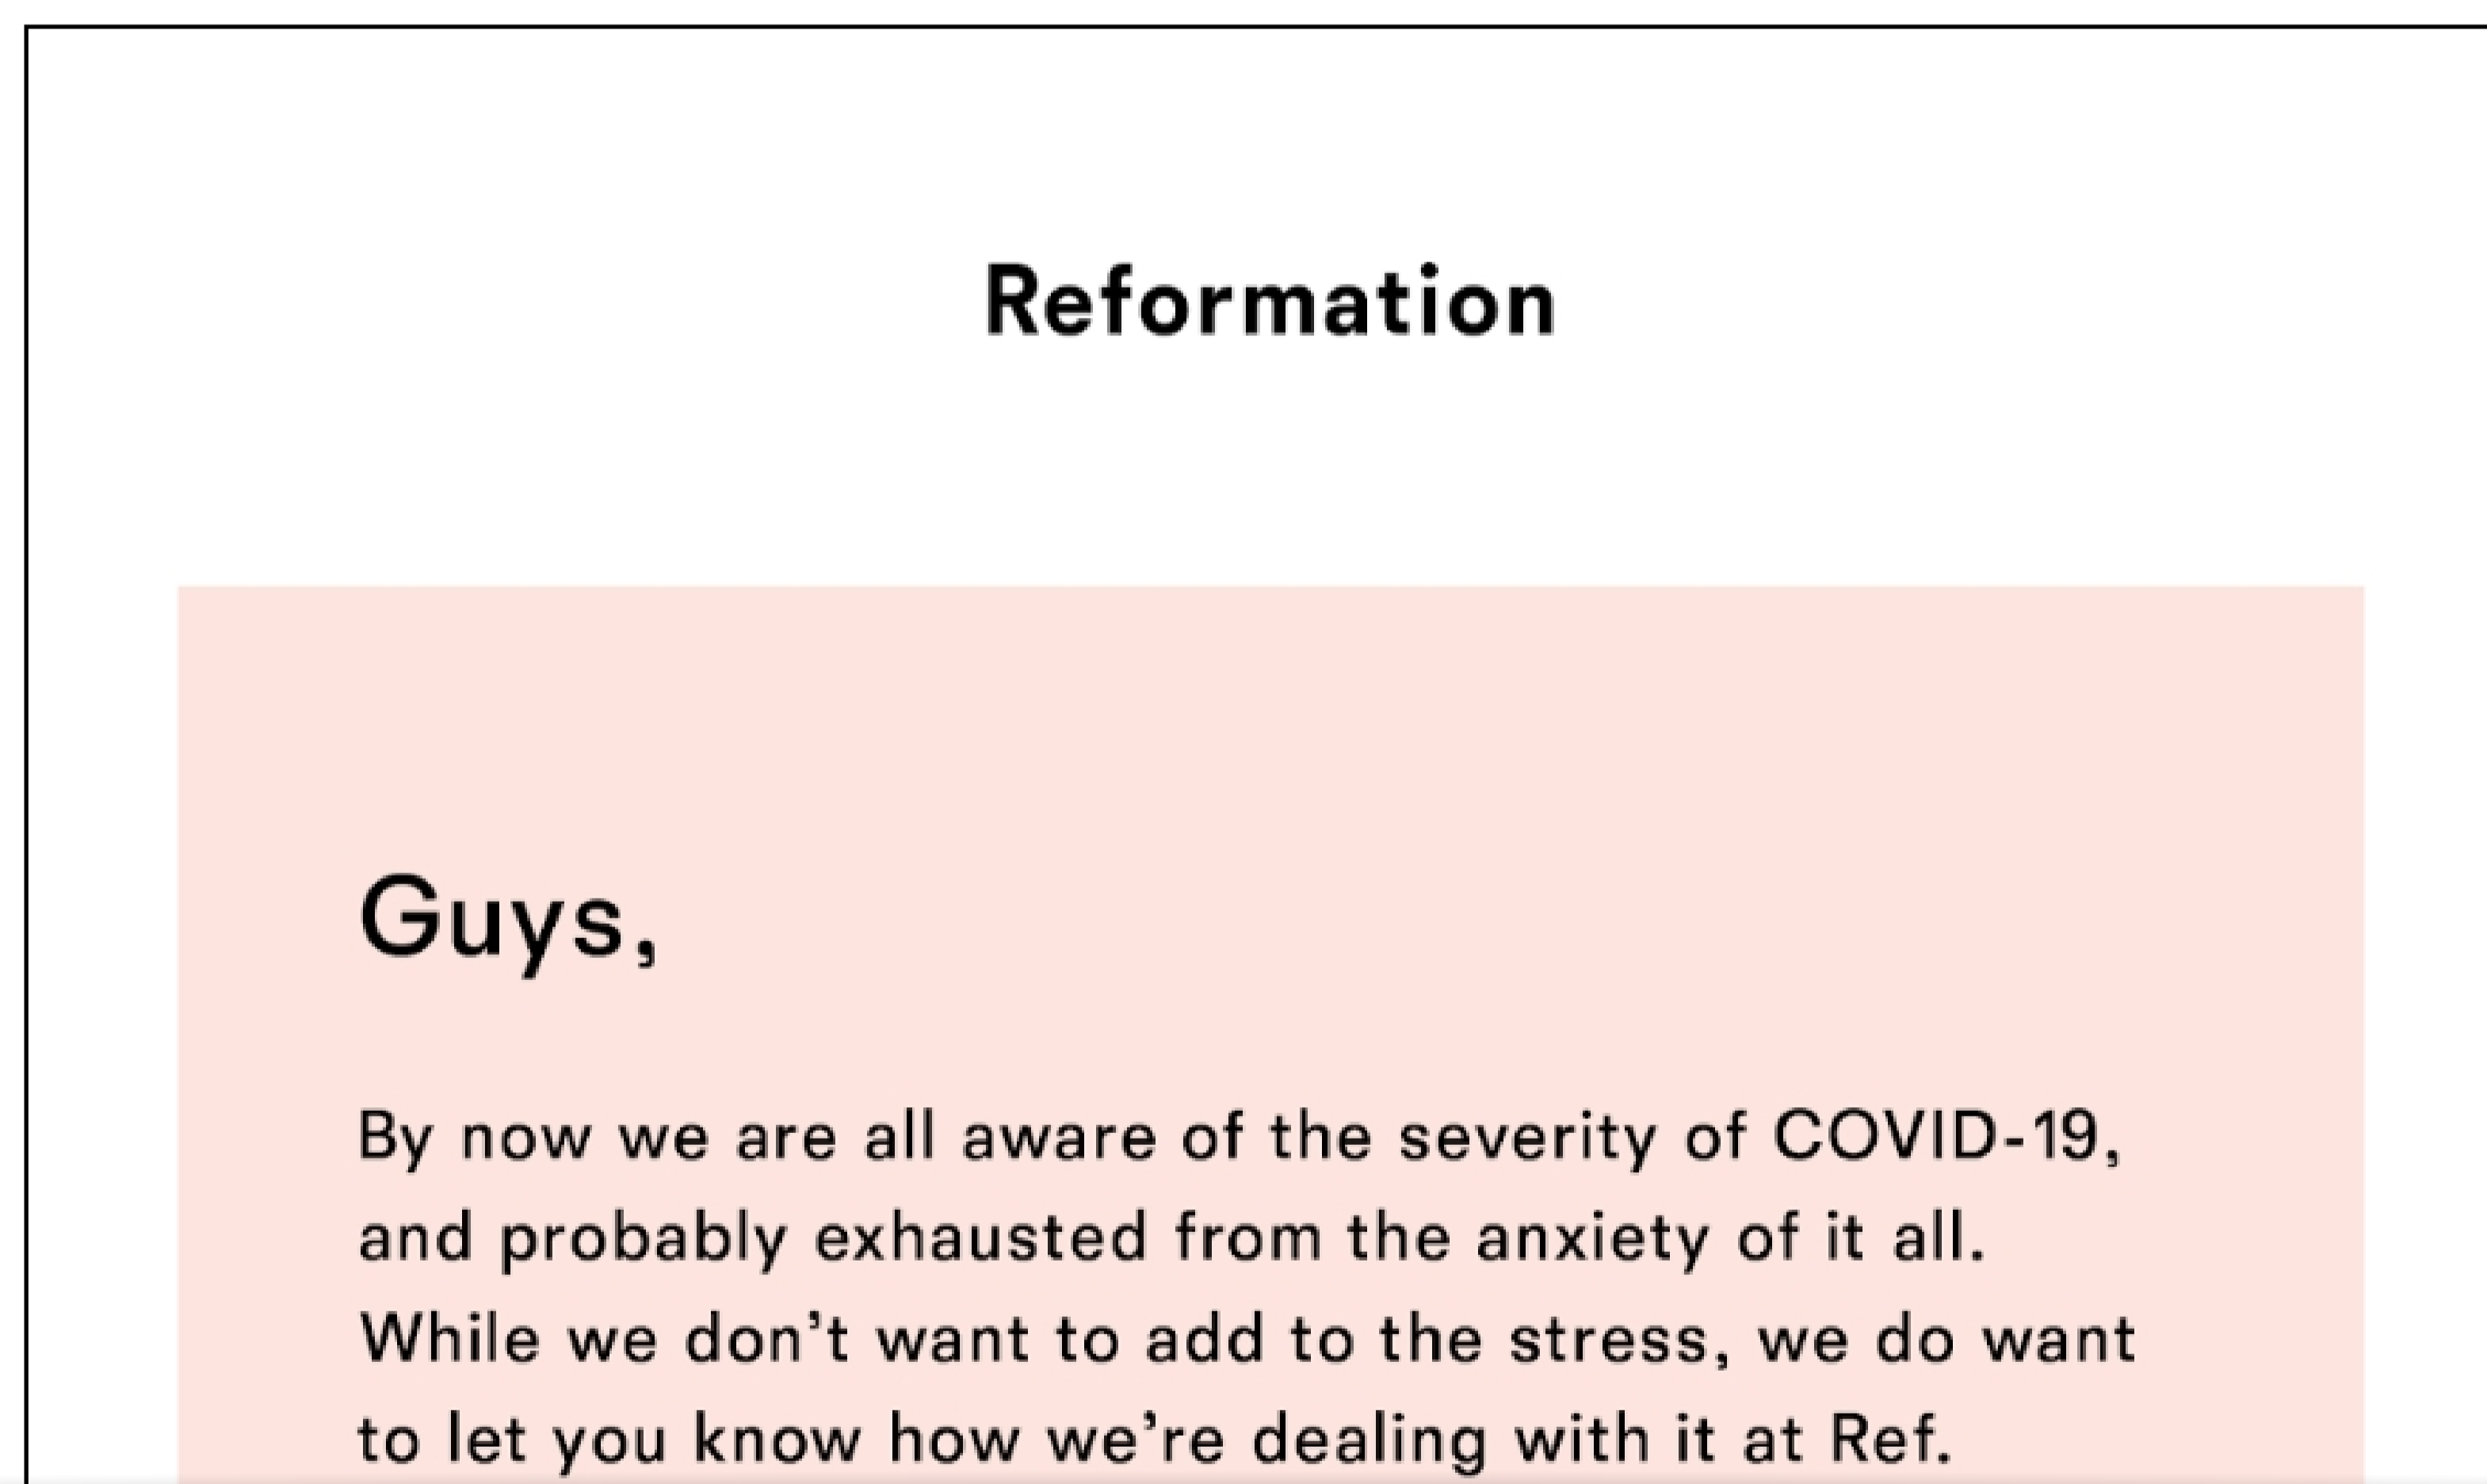 Reformation
Guys,
By now we are all aware of the severity of COVID-19,
and probably exhausted from the anxiety of it all.
While we don’t want to add to the stress, we do want
to let you know how we’re dealing with it at Ref.